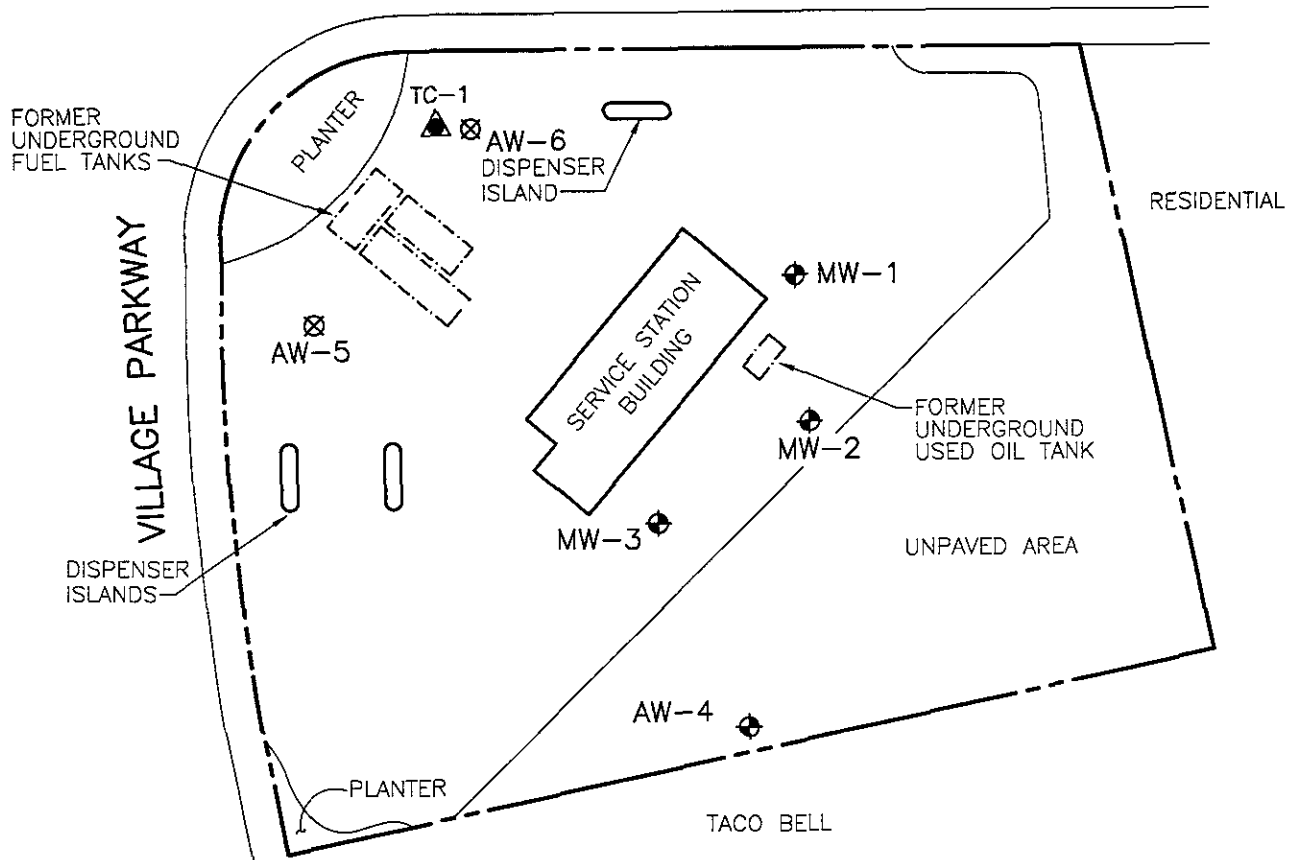 FORMER
UNDERGROUND
FUEL TANKS
PLANTER
TC-1
AW-6
DISPENSER
ISLAND
RESIDENTIAL
VILLAGE PARKWAY
MW-1
SERVICE STATION
BUILDING
AW-5
FORMER
UNDERGROUND
USED OIL TANK
MW-2
MW-3
UNPAVED AREA
DISPENSER
ISLANDS
AW-4
PLANTER
TACO BELL